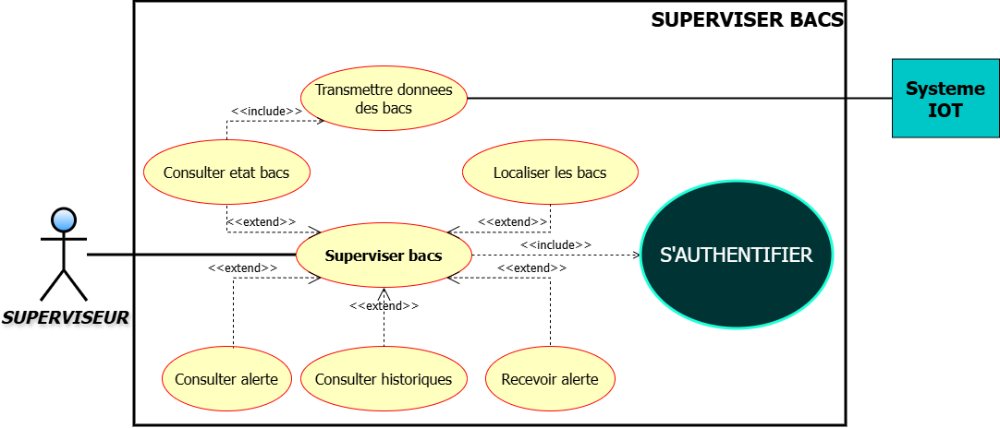 SUPERVISER BACS
Transmettre donnees
des bacs
Systeme
IOT
<<include>>
Consulter etat bacs
Localiser les bacs
<<extend>>
<<extend>>
Superviser bacs
<<include>>
S'AUTHENTIFIER
<<extend>>
<<extend>>
<<extend>>
SUPERVISEUR
Consulter alerte
Consulter historiques
Recevoir alerte